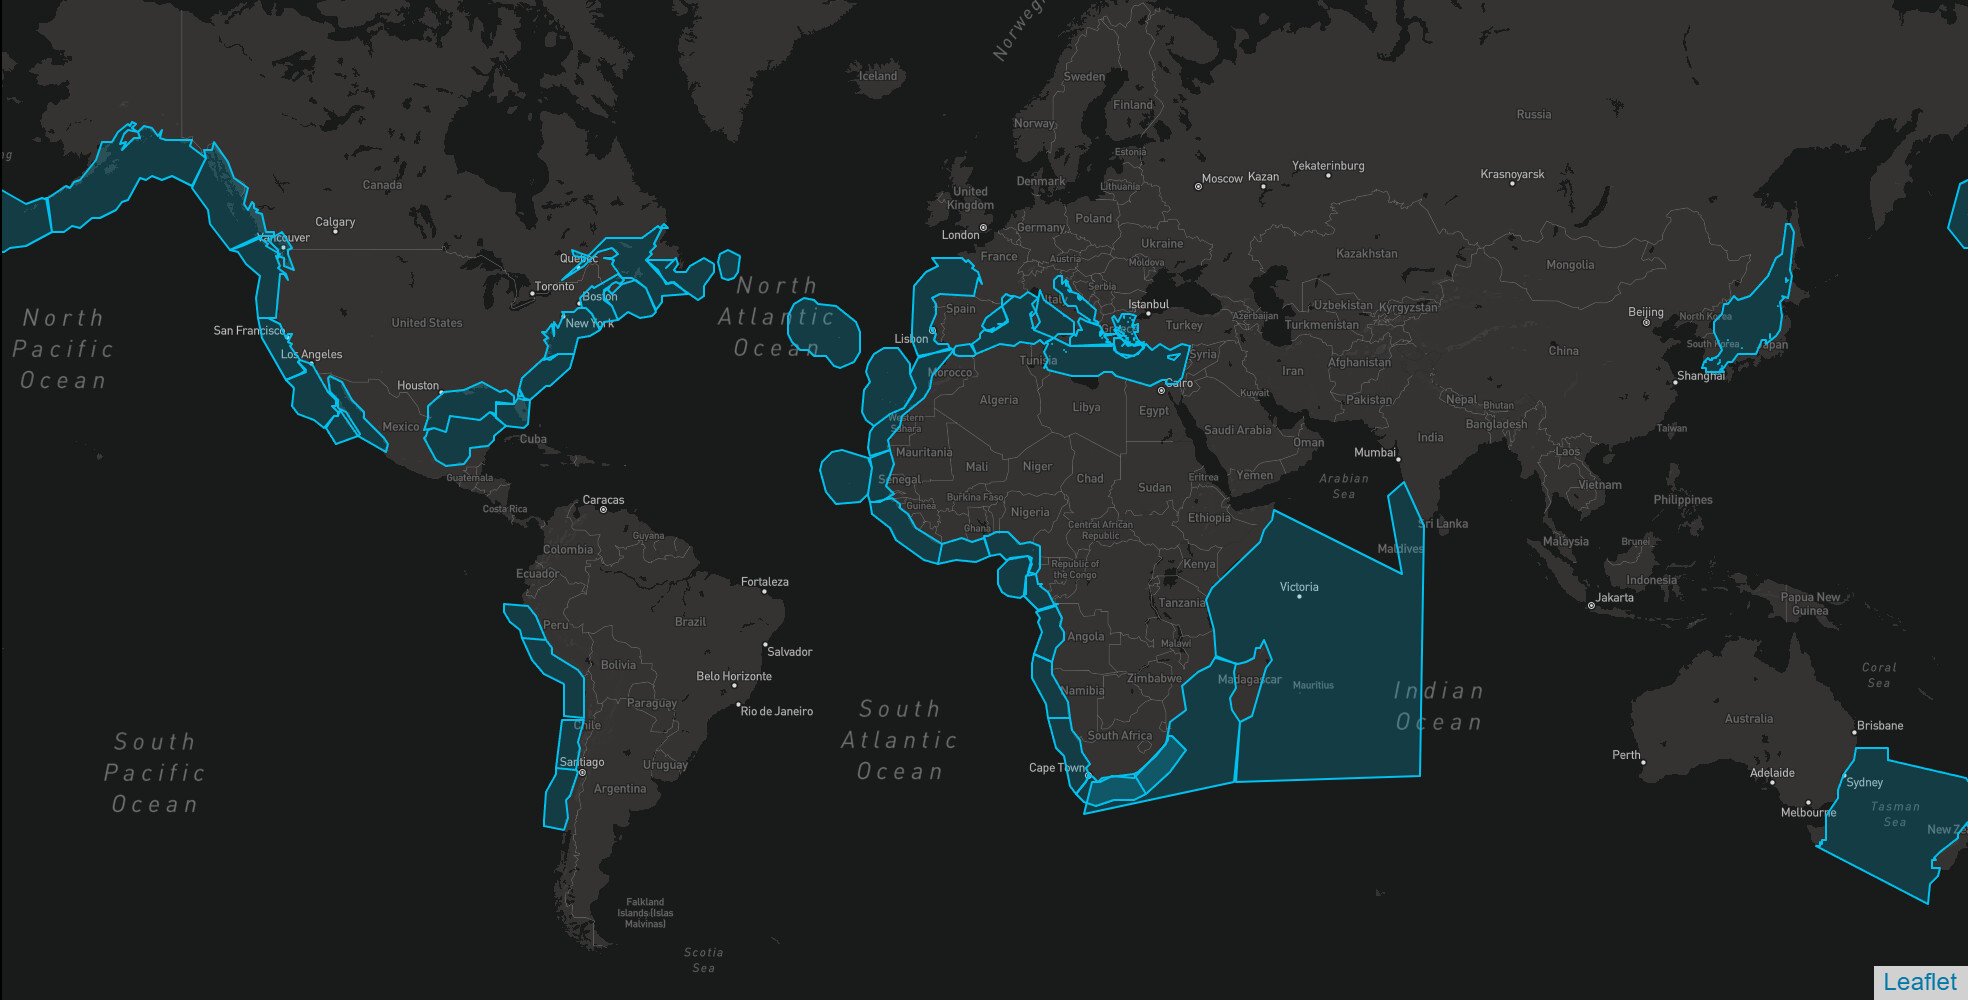 Norwegi
Iceland
Sweden
Finland
Norway
Russia
Estonia
Denmark
Lithuania
Yekaterinburg
Moscow
Kazan
Krasnoyarsk
United
Kingdom
London
Poland
Germany
Ukraine
France
Austria
Moldova
Serbia
Kazakhstan
Mongolia
Canada
Calgary
Vancouver
Quebec
Toronto
Boston
New York
United States
San Francisco
Los Angeles
Houston
Mexico
Cuba
Guatemala
Costa Rica
North
Pacific
Ocean
North
Atlantic
Ocean
Italy
Spain
Lisbon
Istanbul
Greece
Turkey
Azerbaijan
Uzbekistan
Kyrgyzstan
Turkmenistan
Beijing
North Korea
South Korea
Japan
China
Shanghai
Tunisia
Syria
Morocco
Algeria
Libya
Cairo
Egypt
Iran
Afghanistan
Kuwait
Pakistan
Nepal
Bhutan
Bangladesh
Taiwan
Western
Sahara
Saudi Arabia
Oman
India
Mumbai
Laos
Mauritania
Mali
Niger
Chad
Sudan
Eritrea
Yemen
Arabian
Sea
Vietnam
Philippines
Senegal
Burkina Faso
Guinea
Ghana
Nigeria
Central African
Republic
Ethiopia
Sri Lanka
Maldives
Malaysia
Brunei
Indonesia
Caracas
Guyana
Colombia
Ecuador
Fortaleza
Republic of
the Congo
Kenya
Victoria
Jakarta
Papua New
Guinea
Peru
Brazil
Salvador
Tanzania
Angola
Malawi
Bolivia
Belo Horizonte
Zimbabwe
Madagascar
Mauritius
Indian
Ocean
Coral
Sea
Paraguay
Rio de Janeiro
Namibia
South
Atlantic
Ocean
Chile
South Africa
Australia
Brisbane
South
Pacific
Ocean
Santiago
Uruguay
Argentina
Cape Town
Perth
Adelaide
Sydney
Melbourne
Tasman
Sea
New Ze
Falkland
Islands (Islas
Malvinas)
Scotia
Sea
Leaflet